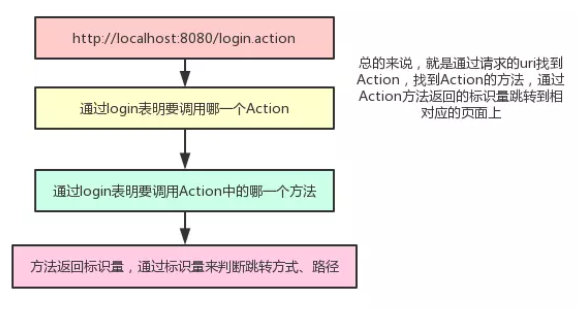 http://localhost:8080/login.action
总的来说，就是通过请求的uri找到
Action，找到Action的方法，通过
Action方法返回的标识量跳转到相
对应的页面上
通过login表明要调用哪一个Action
通过login表明要调用Action中的哪一个方法
方法返回标识量，通过标识量来判断跳转方式、路径